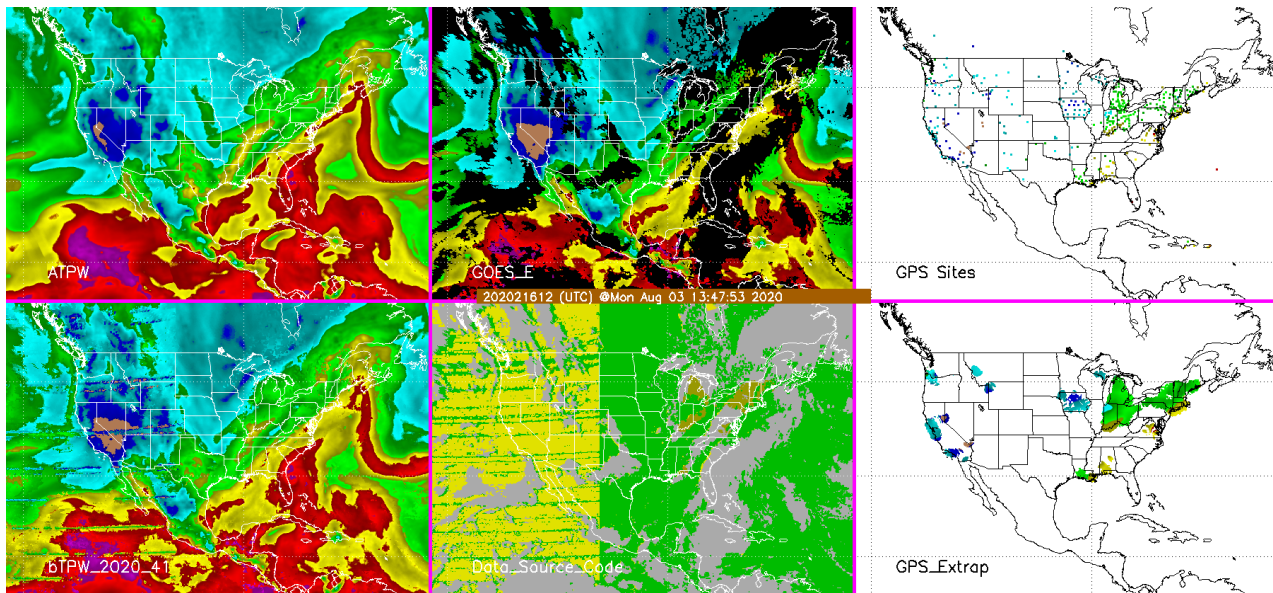 ATPW
GOES_E
GPS Sites
202021612 (UTC) @Mon Aug 03 13:47:53 2020
bTPW_2020_41
Data_Source_Code
GPS_Extrap